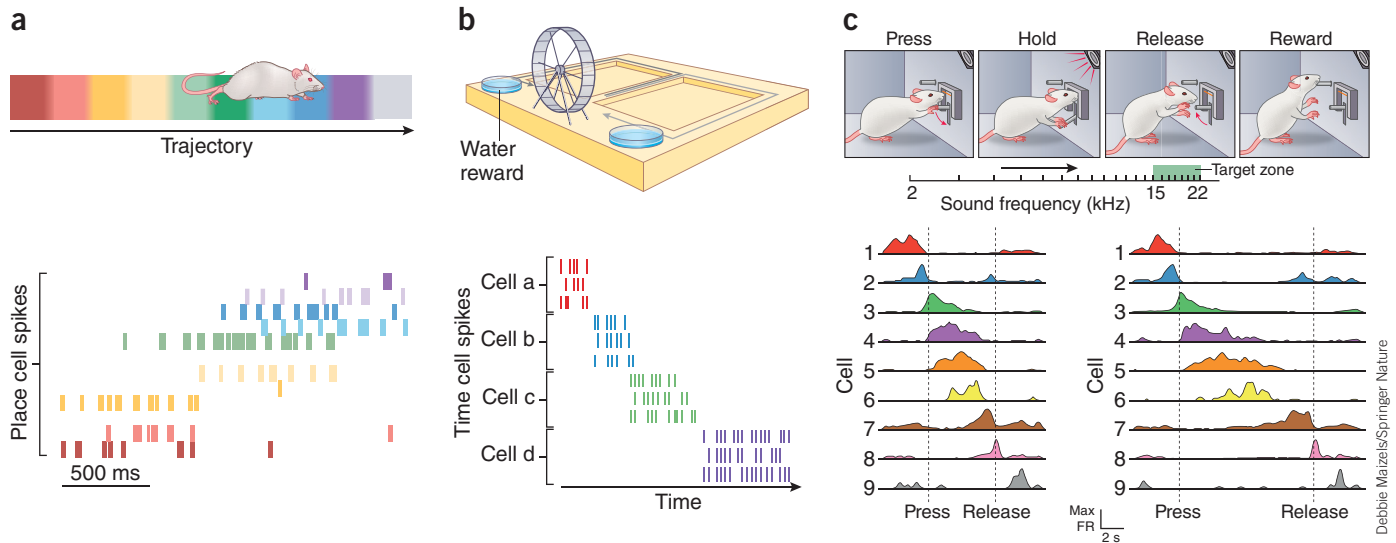 a
Trajectory
Place cell spikes
500 ms
b
Water
reward
Time cell spikes
Cell a
Cell b
Cell c
Cell d
Time
c
Press Hold Release Reward
Target zone
2 15 22
Sound frequency (kHz)
Cell
1
2
3
4
5
6
7
8
9
Press Release
Max
FR
2 s
Cell
1
2
3
4
5
6
7
8
9
Press Release
Debbie Maizels/Springer Nature